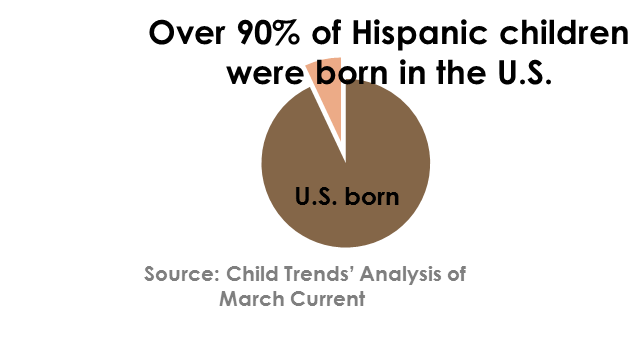 Over 90% of Hispanic children
were born in the U.S.
U.S. born
Source: Child Trends’ Analysis of
March Current